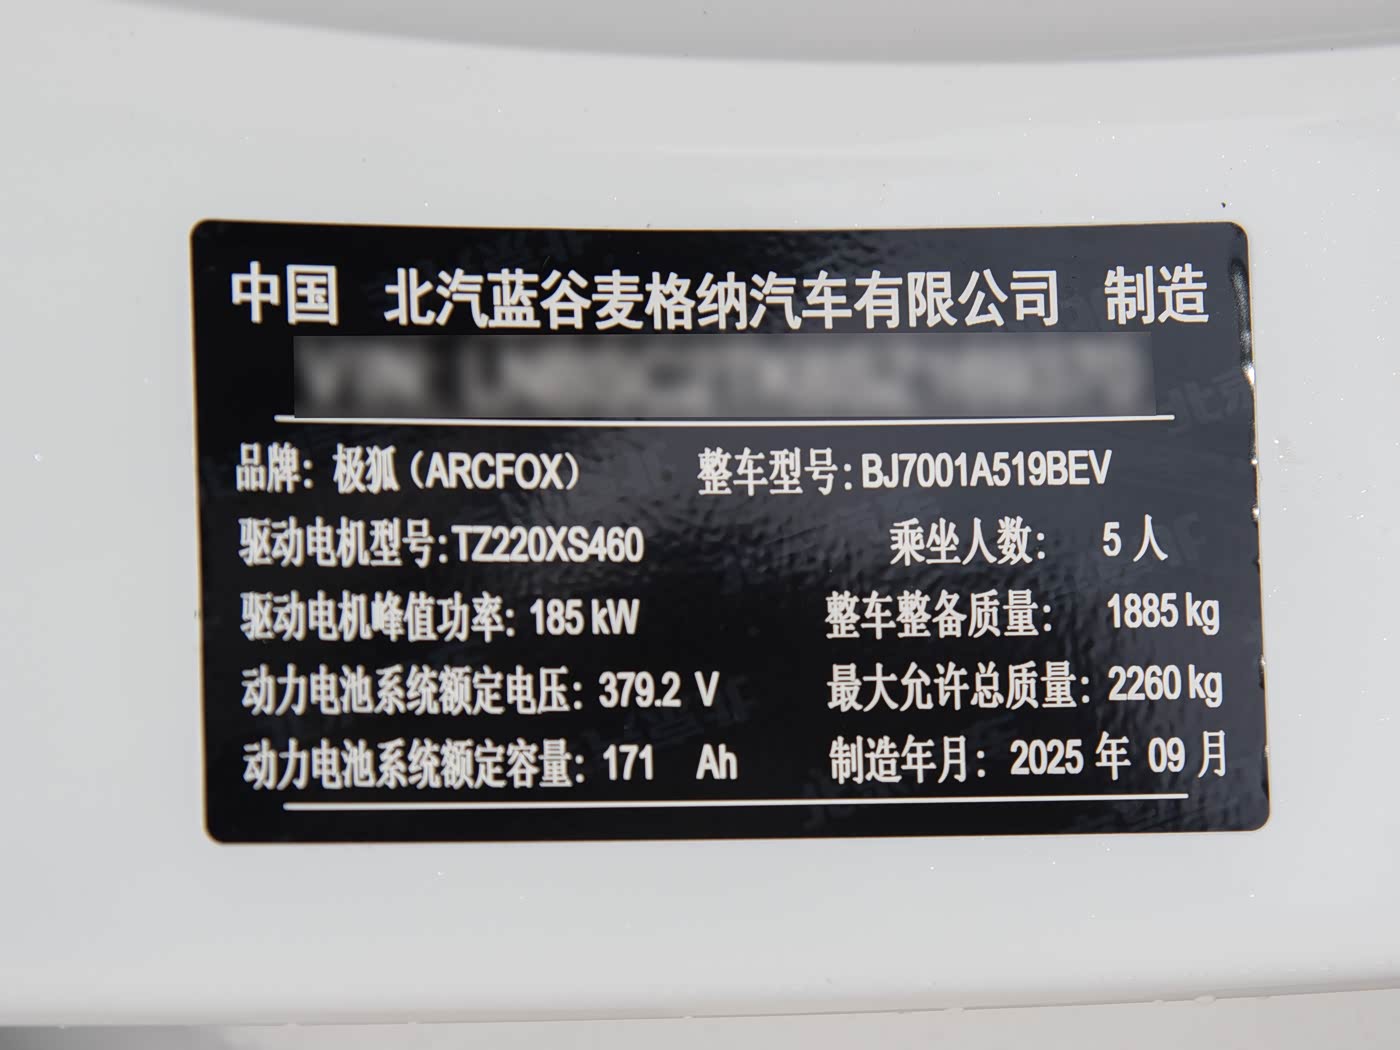 中国 北汽蓝谷麦格纳汽车有限公司 制造
品牌：极狐（ARCFOX） 整车型号：BJ7001A519BEV
驱动电机型号：TZ220XS460 乘坐人数： 5 人
驱动电机峰值功率：185 kW 整车整备质量： 1885 kg
动力电池系统额定电压：379.2 V 最大允许总质量：2260 kg
动力电池系统额定容量：171 Ah 制造年月：2025 年 09 月